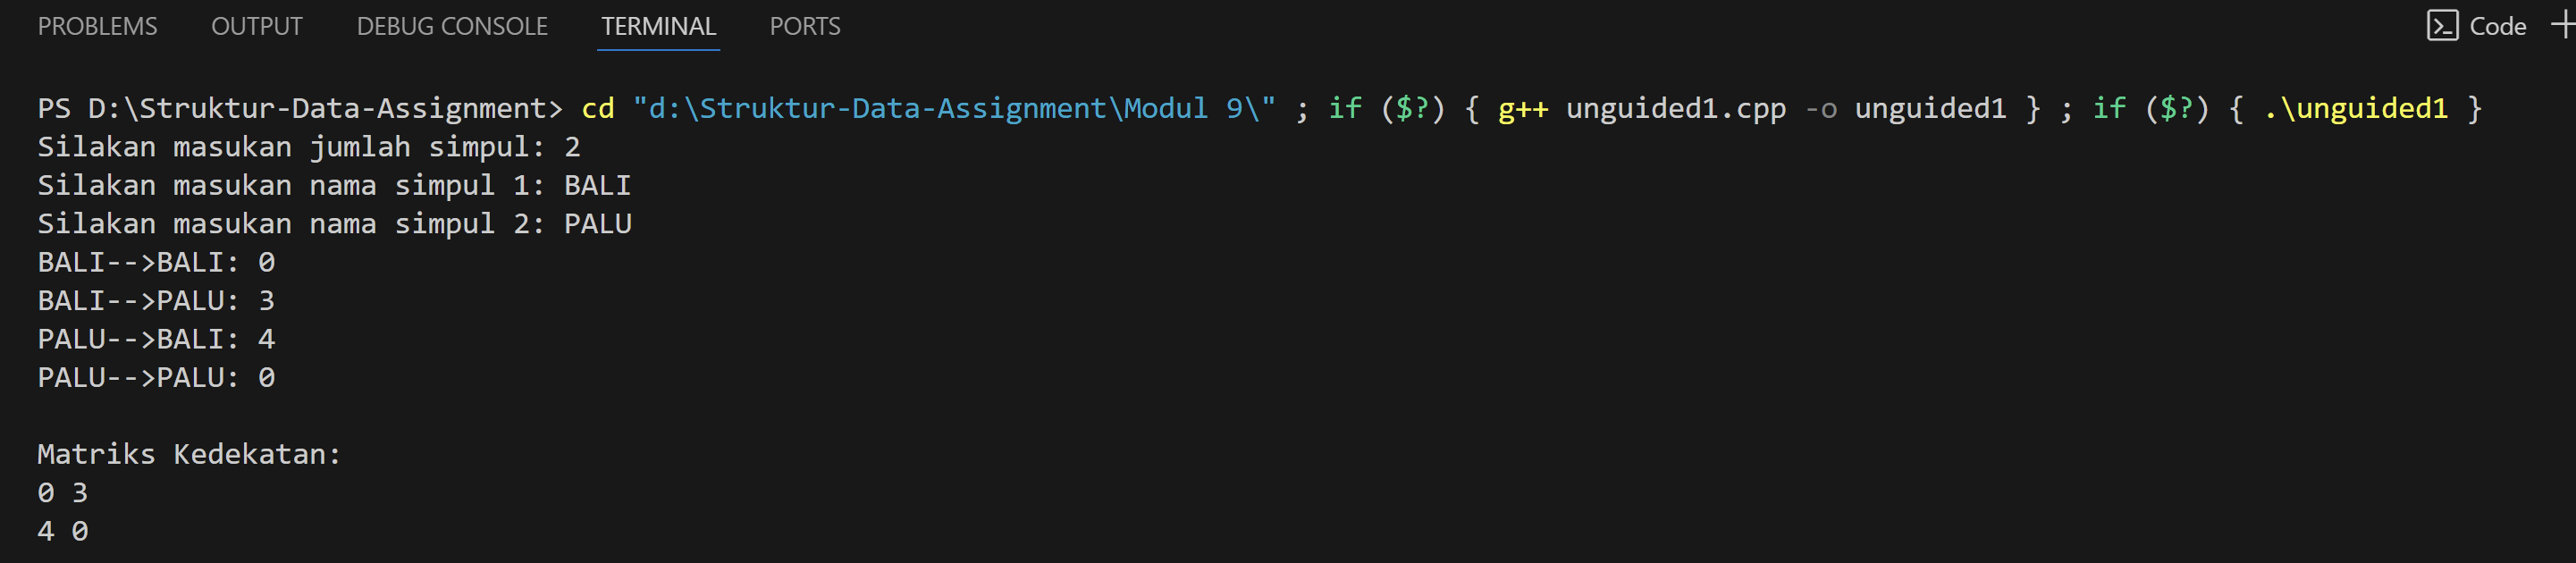 PROBLEMS OUTPUT DEBUG CONSOLE TERMINAL PORTS Code
PS D:\Struktur-Data-Assignment> cd "d:\Struktur-Data-Assignment\Modul 9\" ; if ($?) { g++ unguided1.cpp -o unguided1 } ; if ($?) { .\unguided1 }
Silakan masukan jumlah simpul: 2
Silakan masukan nama simpul 1: BALI
Silakan masukan nama simpul 2: PALU
BALI-->BALI: 0
BALI-->PALU: 3
PALU-->BALI: 4
PALU-->PALU: 0
Matriks Kedekatan:
0 3
4 0